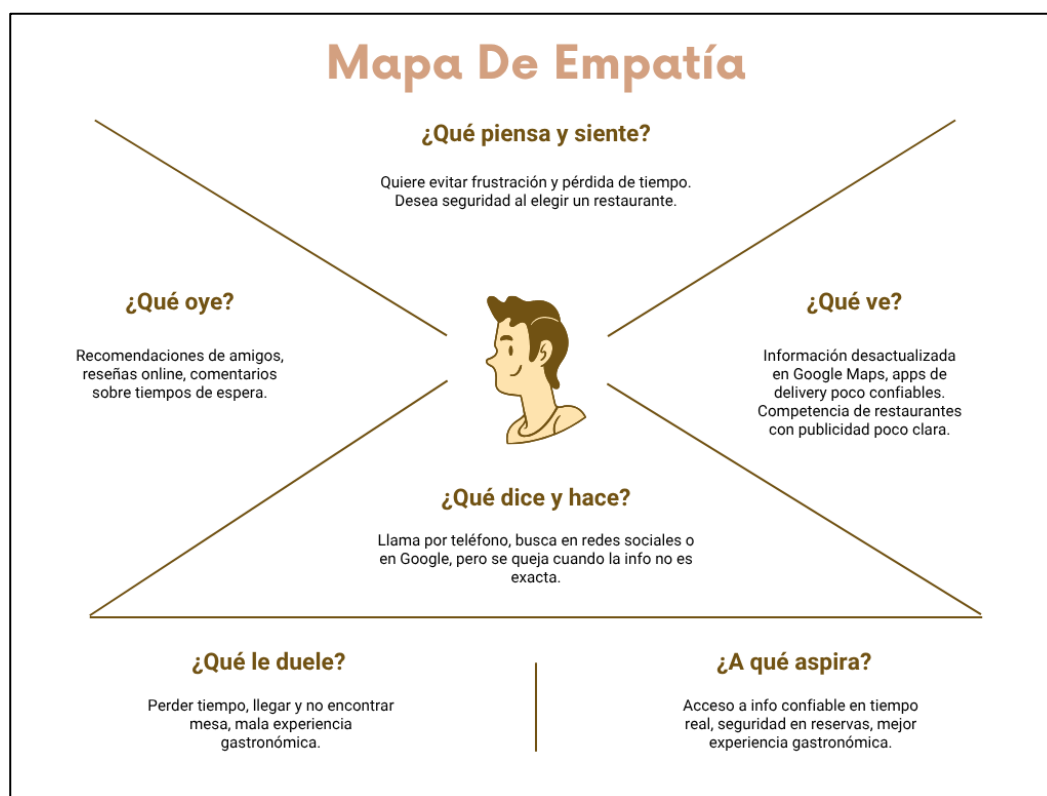 Mapa De Empatía
¿Qué piensa y siente?
Quiere evitar frustración y pérdida de tiempo.
Desea seguridad al elegir un restaurante.
¿Qué oye?
Recomendaciones de amigos,
reseñas online, comentarios
sobre tiempos de espera.
¿Qué ve?
Información desactualizada
en Google Maps, apps de
delivery poco confiables.
Competencia de restaurantes
con publicidad poco clara.
¿Qué dice y hace?
Llama por teléfono, busca en redes sociales o
en Google, pero se queja cuando la info no es
exacta.
¿Qué le duele?
Perder tiempo, llegar y no encontrar
mesa, mala experiencia
gastronómica.
¿A qué aspira?
Acceso a info confiable en tiempo
real, seguridad en reservas, mejor
experiencia gastronómica.